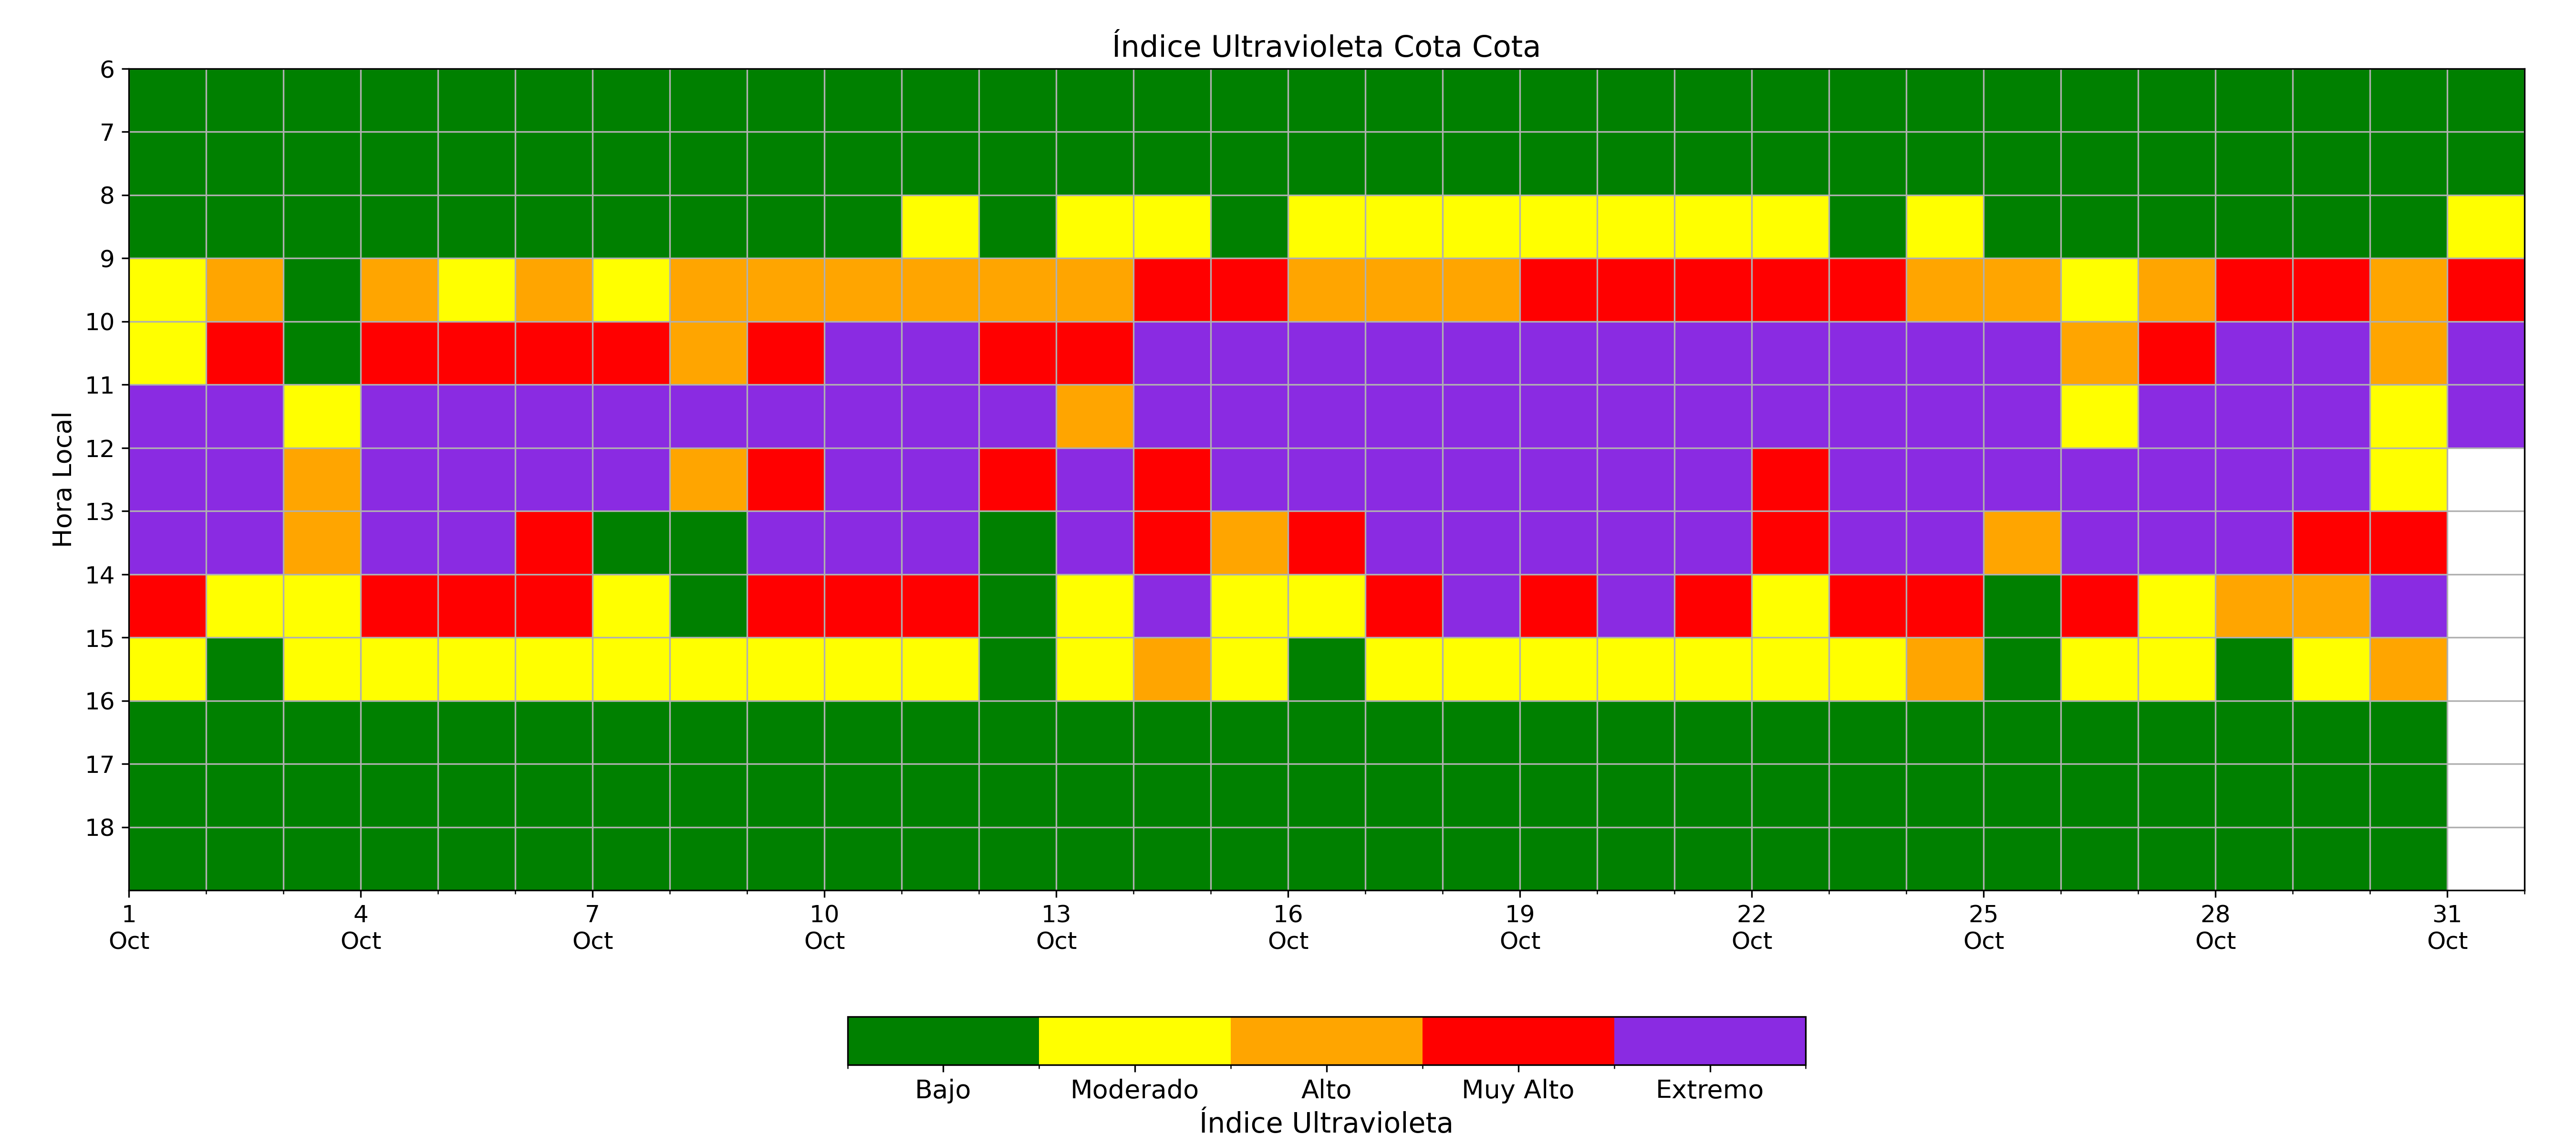 Índice Ultravioleta Cota Cota
Hora Local
6
7
8
9
10
11
12
13
14
15
16
17
18
1 4 7 10 13 16 19 22 25 28 31
Oct Oct Oct Oct Oct Oct Oct Oct Oct Oct Oct
Bajo Moderado Alto Muy Alto Extremo
Índice Ultravioleta